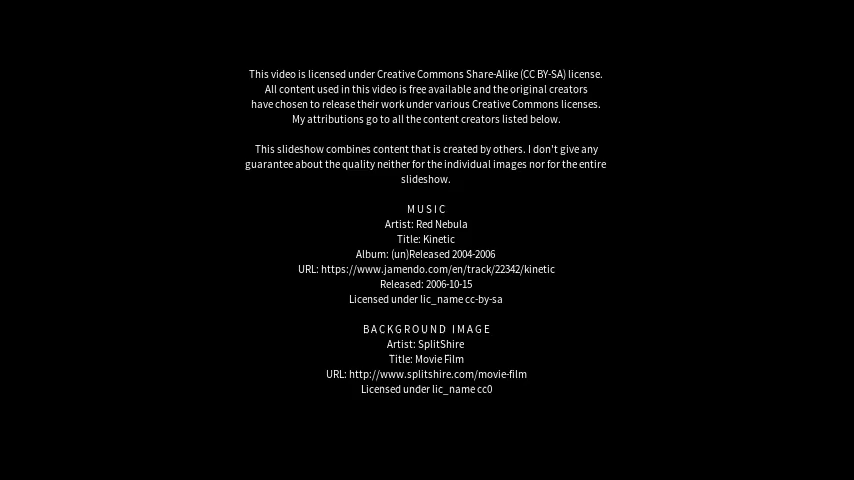 This video is licensed under Creative Commons Share-Alike (CC BY-SA) license.
All content used in this video is free available and the original creators
have chosen to release their work under various Creative Commons licenses.
My attributions go to all the content creators listed below.
This slideshow combines content that is created by others. I don't give any
guarantee about the quality neither for the individual images nor for the entire
slideshow.
MUSIC
Artist: Red Nebula
Title: Kinetic
Album: (un)Released 2004-2006
URL: https://www.jamendo.com/en/track/22342/kinetic
Released: 2006-10-15
Licensed under lic_name cc-by-sa
BACKGROUND IMAGE
Artist: SplitShire
Title: Movie Film
URL: http://www.splitshire.com/movie-film
Licensed under lic_name cc0